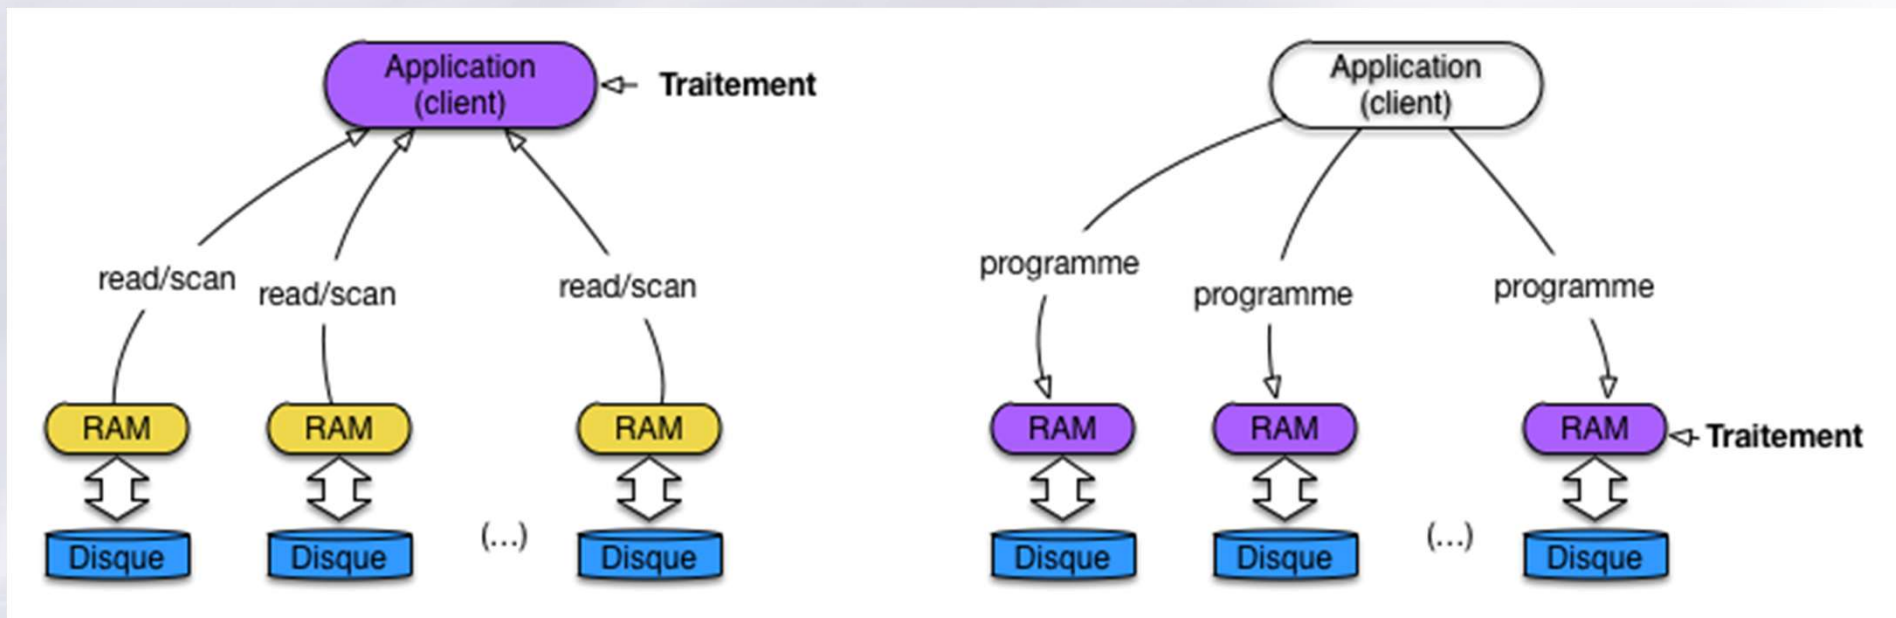 Application
(client)
Traitement
read/scan
read/scan
read/scan
RAM
RAM
RAM
Disque
Disque
(...)
Disque
Application
(client)
programme
programme
programme
RAM
RAM
RAM
Traitement
Disque
Disque
(...)
Disque